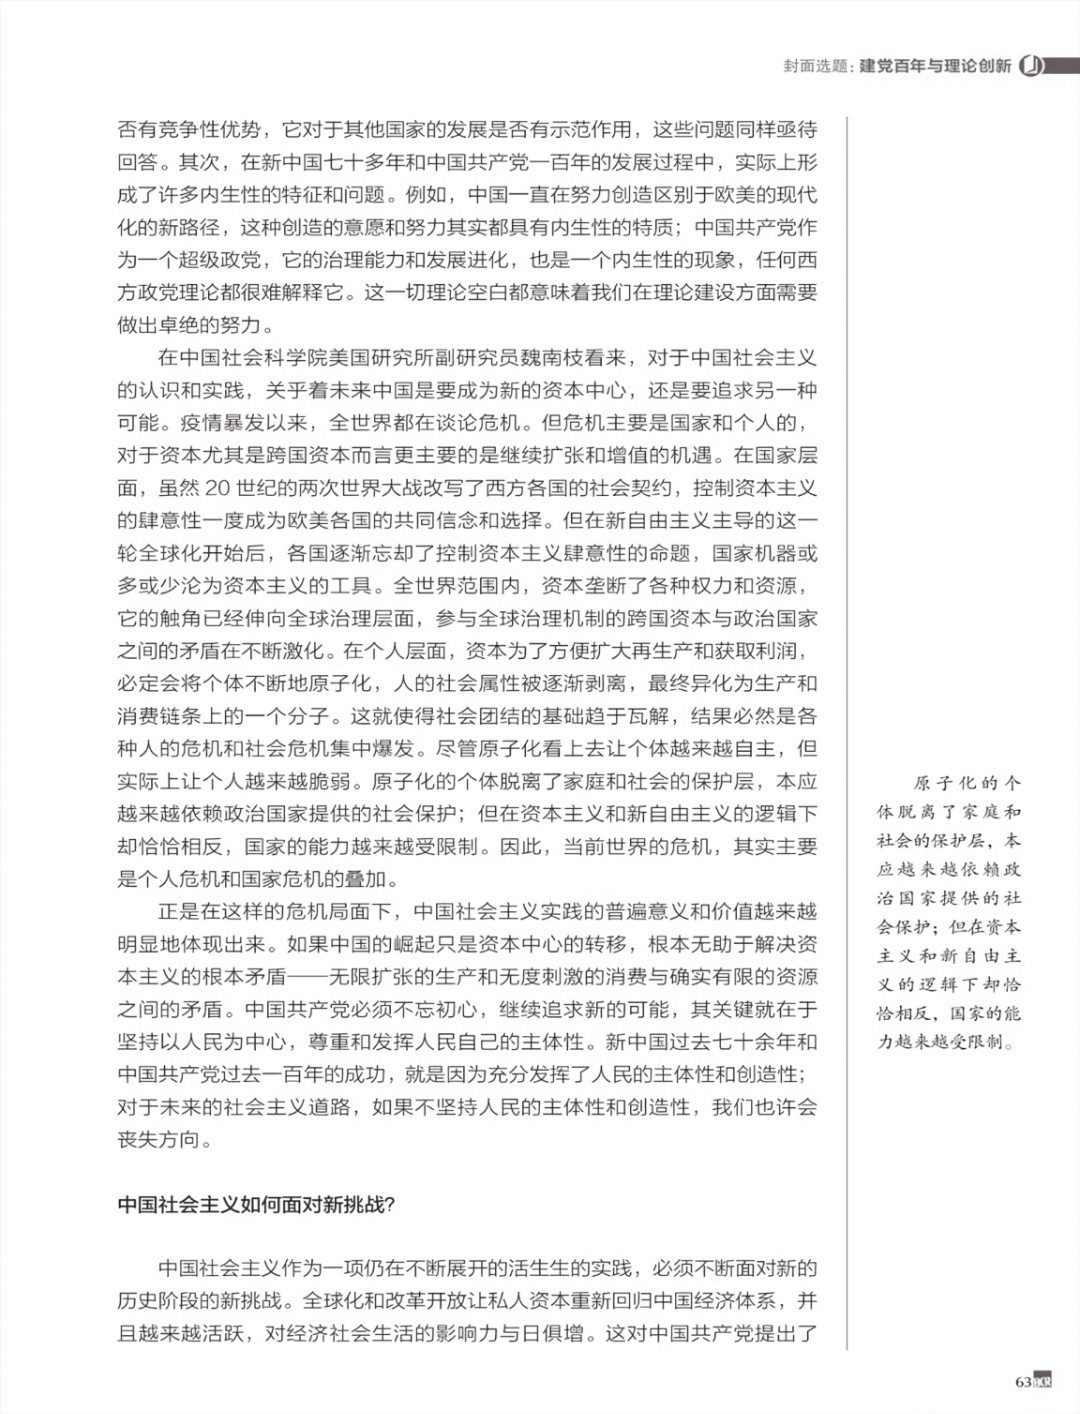 封面选题：建党百年与理论创新
否有竞争性优势，它对于其他国家的发展是否有示范作用，这些问题同样亟待
回答。其次，在新中国七十多年和中国共产党一百年的发展过程中，实际上形
成了许多内生性的特征和问题。例如，中国一直在努力创造区别于欧美的现代
化的新路径，这种创造的意愿和努力其实都具有内生性的特质；中国共产党作
为一个超级政党，它的治理能力和发展进化，也是一个内生性的现象，任何西
方政党理论都很难解释它。这一切理论空白都意味着我们在理论建设方面需要
做出卓绝的努力。
在中国社会科学院美国研究所副研究员魏南枝看来，对于中国社会主义
的认识和实践，关乎着未来中国是要成为新的资本中心，还是要追求另一种
可能。疫情暴发以来，全世界都在谈论危机。但危机主要是国家和个人的，
对于资本尤其是跨国资本而言更主要的是继续扩张和增值的机遇。在国家层
面，虽然 20 世纪的两次世界大战改写了西方各国的社会契约，控制资本主义
的肆意性一度成为欧美各国的共同信念和选择。但在新自由主义主导的这一
轮全球化开始后，各国逐渐忘却了控制资本主义肆意性的命题，国家机器或
多或少沦为资本主义的工具。全世界范围内，资本垄断了各种权力和资源，
它的触角已经伸向全球治理层面，参与全球治理机制的跨国资本与政治国家
之间的矛盾在不断激化。在个人层面，资本为了方便扩大再生产和获取利润，
必定会将个体不断地原子化，人的社会属性被逐渐剥离，最终异化为生产和
消费链条上的一个分子。这就使得社会团结的基础趋于瓦解，结果必然是各
种人的危机和社会危机集中爆发。尽管原子化看上去让个体越来越自主，但
实际上让个人越来越脆弱。原子化的个体脱离了家庭和社会的保护层，本应
越来越依赖政治国家提供的社会保护；但在资本主义和新自由主义的逻辑下
却恰恰相反，国家的能力越来越受限制。因此，当前世界的危机，其实主要
是个人危机和国家危机的叠加。
正是在这样的危机局面下，中国社会主义实践的普遍意义和价值越来越
明显地体现出来。如果中国的崛起只是资本中心的转移，根本无助于解决资
本主义的根本矛盾——无限扩张的生产和无度刺激的消费与确实有限的资源
之间的矛盾。中国共产党必须不忘初心，继续追求新的可能，其关键就在于
坚持以人民为中心，尊重和发挥人民自己的主体性。新中国过去七十余年和
中国共产党过去一百年的成功，就是因为充分发挥了人民的主体性和创造性；
对于未来的社会主义道路，如果不坚持人民的主体性和创造性，我们也许会
丧失方向。
中国社会主义如何面对新挑战？
中国社会主义作为一项仍在不断展开的活生生的实践，必须不断面对新的
历史阶段的新挑战。全球化和改革开放让私人资本重新回归中国经济体系，并
且越来越活跃，对经济社会生活的影响力与日俱增。这对中国共产党提出了
原子化的个
体脱离了家庭和
社会的保护层，本
应越来越依赖政
治国家提供的社
会保护；但在资本
主义和新自由主
义的逻辑下却恰
恰相反，国家的能
力越来越受限制。
63